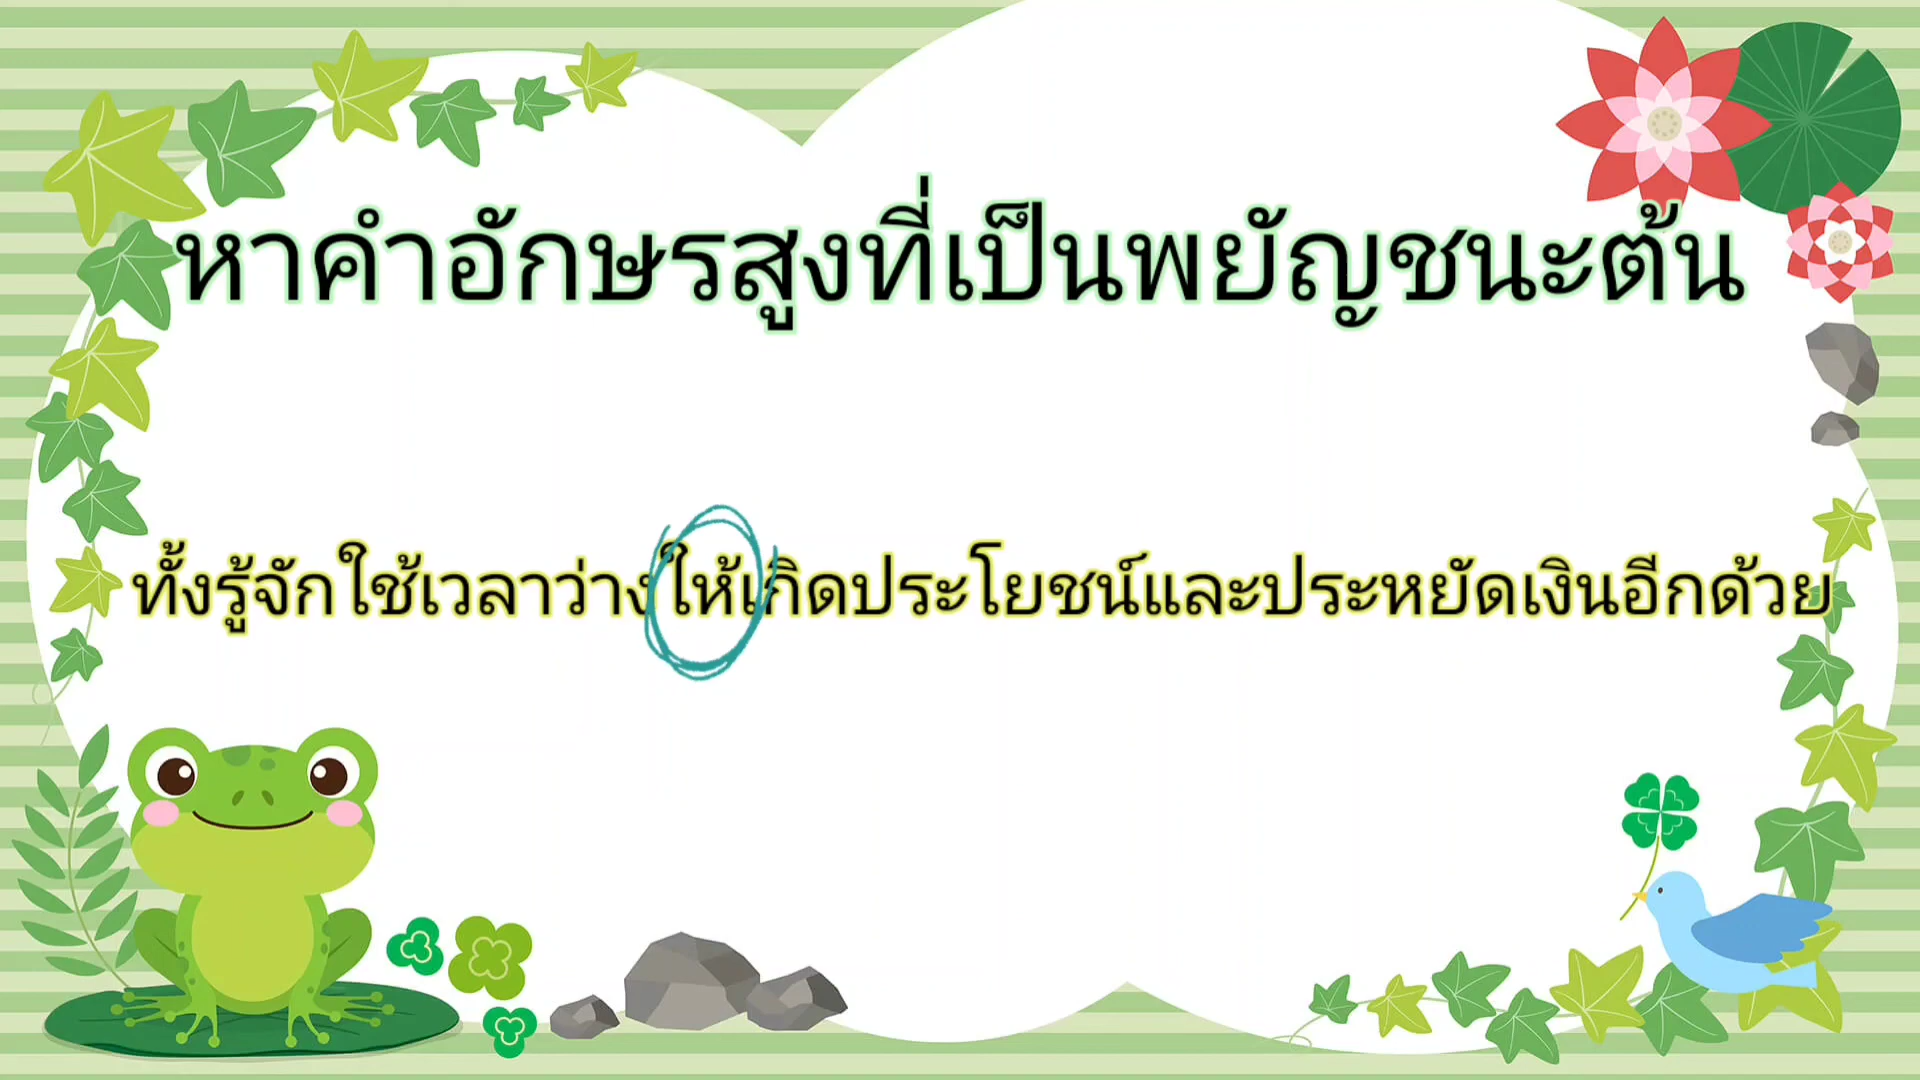 หาคำอักษรสูงที่เป็นพยัญชนะต้น
ทั้งรู้จักใช้เวลาว่างให้เกิดประโยชน์และประหยัดเงินอีกด้วย